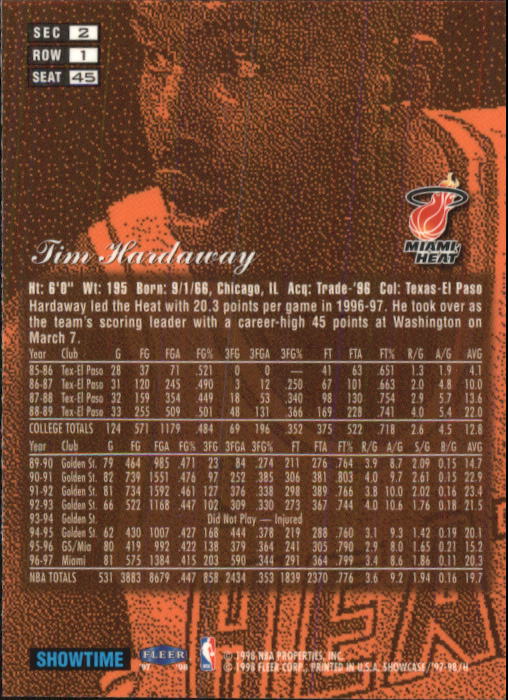 SEC 2
ROW 1
SEAT 45
MIAMI
HEAT
Tim Hardaway
Ht: 6'0" Wt: 195 Born: 9/1/66, Chicago, IL Acq: Trade-'96 Col: Texas-El Paso
Hardaway led the Heat with 20.3 points per game in 1996-97. He took over as
the team's scoring leader with a career-high 45 points at Washington on
March 7.
Year Club G FG FGA FG% 3FG 3FGA 3FG% FT FTA FT% R/G A/G AVG
85-86 Tex-El Paso 28 37 71 .521 0 0 — 41 63 .651 1.3 1.9 4.1
86-87 Tex-El Paso 31 120 245 .490 12 .250 67 101 .663 2.0 4.8 10.0
87-88 Tex-El Paso 32 159 354 .449 18 53 .340 98 130 .754 2.9 5.7 13.6
88-89 Tex-El Paso 33 255 509 .501 48 131 .366 169 228 .741 4.0 5.4 22.0
COLLEGE TOTALS 124 571 1179 .484 69 196 .352 375 522 .718 2.6 4.5 12.8
Year Club G FG FGA FG% 3FG 3FGA 3FG% FT FTA FT% R/G A/G S/G B/G AVG
89-90 Golden St. 79 464 985 .471 23 84 .274 211 276 .764 3.9 8.7 2.09 0.15 14.7
90-91 Golden St. 82 739 1551 .476 97 252 .385 306 381 .803 4.0 9.7 2.61 0.15 22.9
91-92 Golden St. 81 734 1592 .461 127 376 .338 298 389 .766 3.8 10.0 2.02 0.16 23.4
92-93 Golden St. 66 522 1168 .447 102 309 .330 273 367 .744 4.0 10.6 1.76 0.18 21.5
93-94 Golden St. Did Not Play — Injured
94-95 Golden St. 62 430 1007 .427 168 444 .378 219 288 .760 3.1 9.3 1.42 0.19 20.1
95-96 GS/Mia 80 419 992 .422 138 379 .364 241 305 .790 2.9 8.0 1.65 0.21 15.2
96-97 Miami 81 575 1384 .415 203 590 .344 291 364 .799 3.4 8.6 1.86 0.11 20.3
NBA TOTALS 531 3883 8679 .447 858 2434 .353 1839 2370 .776 3.6 9.2 1.94 0.16 19.7
SHOWTIME
FLEER
97 98
© 1998 NBA PROPERTIES, INC.
© 1998 FLEER CORP., PRINTED IN U.S.A. SHOWCASE/'97-98/H